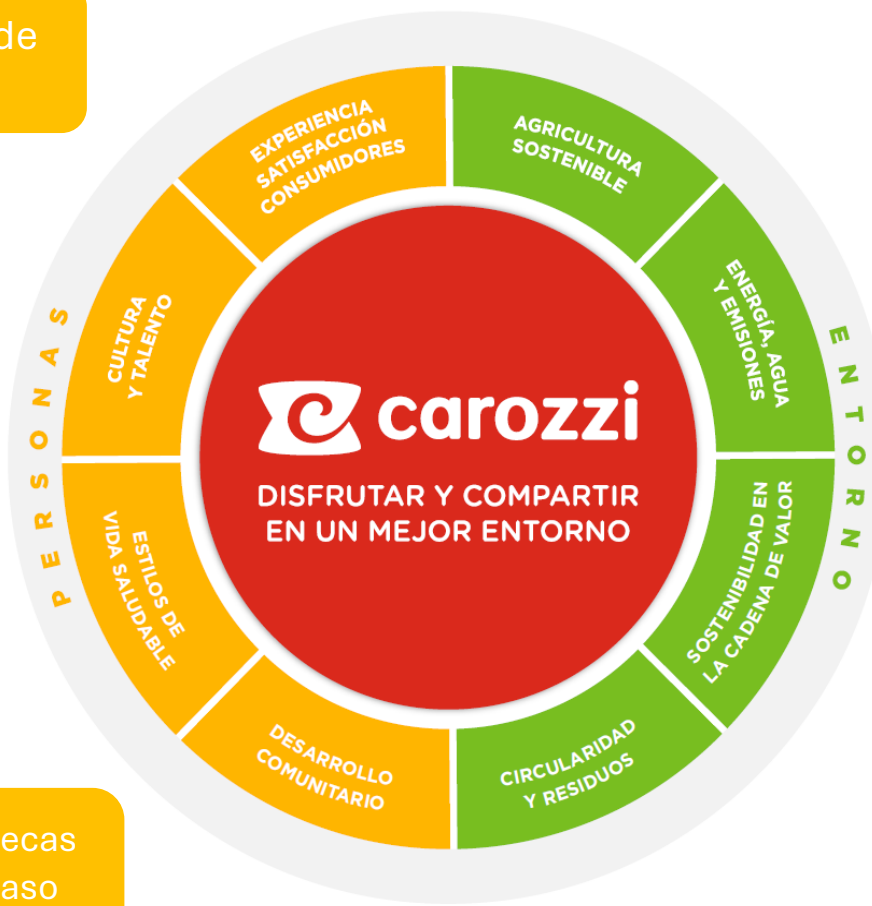 de
EXPERIENCIA
SATISFACCIÓN
CONSUMIDORES
AGRICULTURA
SOSTENIBLE
CULTURA
Y TALENTO
ENERGÍA, AGUA
Y EMISIONES
PERSONAS
ENTORNO
carozzi
DISFRUTAR Y COMPARTIR
EN UN MEJOR ENTORNO
ESTILOS DE
VIDA SALUDABLE
SOSTENIBILIDAD EN
LA CADENA DE VALOR
DESARROLLO
COMUNITARIO
CIRCULARIDAD
Y RESIDUOS
ecas
aso